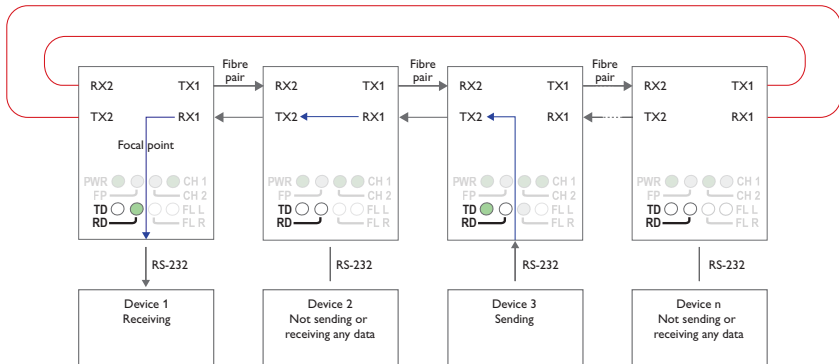 Fibre
pair
Fibre
pair
Fibre
pair
RX2 TX1
TX2 RX1
Focal point
PWR CH 1
FP CH 2
TD FL L
RD FL R
RX2 TX1
TX2 RX1
PWR CH 1
FP CH 2
TD FL L
RD FL R
RX2 TX1
TX2 RX1
PWR CH 1
FP CH 2
TD FL L
RD FL R
RX2 TX1
TX2 RX1
PWR CH 1
FP CH 2
TD FL L
RD FL R
RS-232
RS-232
RS-232
RS-232
Device 1
Receiving
Device 2
Not sending or
receiving any data
Device 3
Sending
Device n
Not sending or
receiving any data